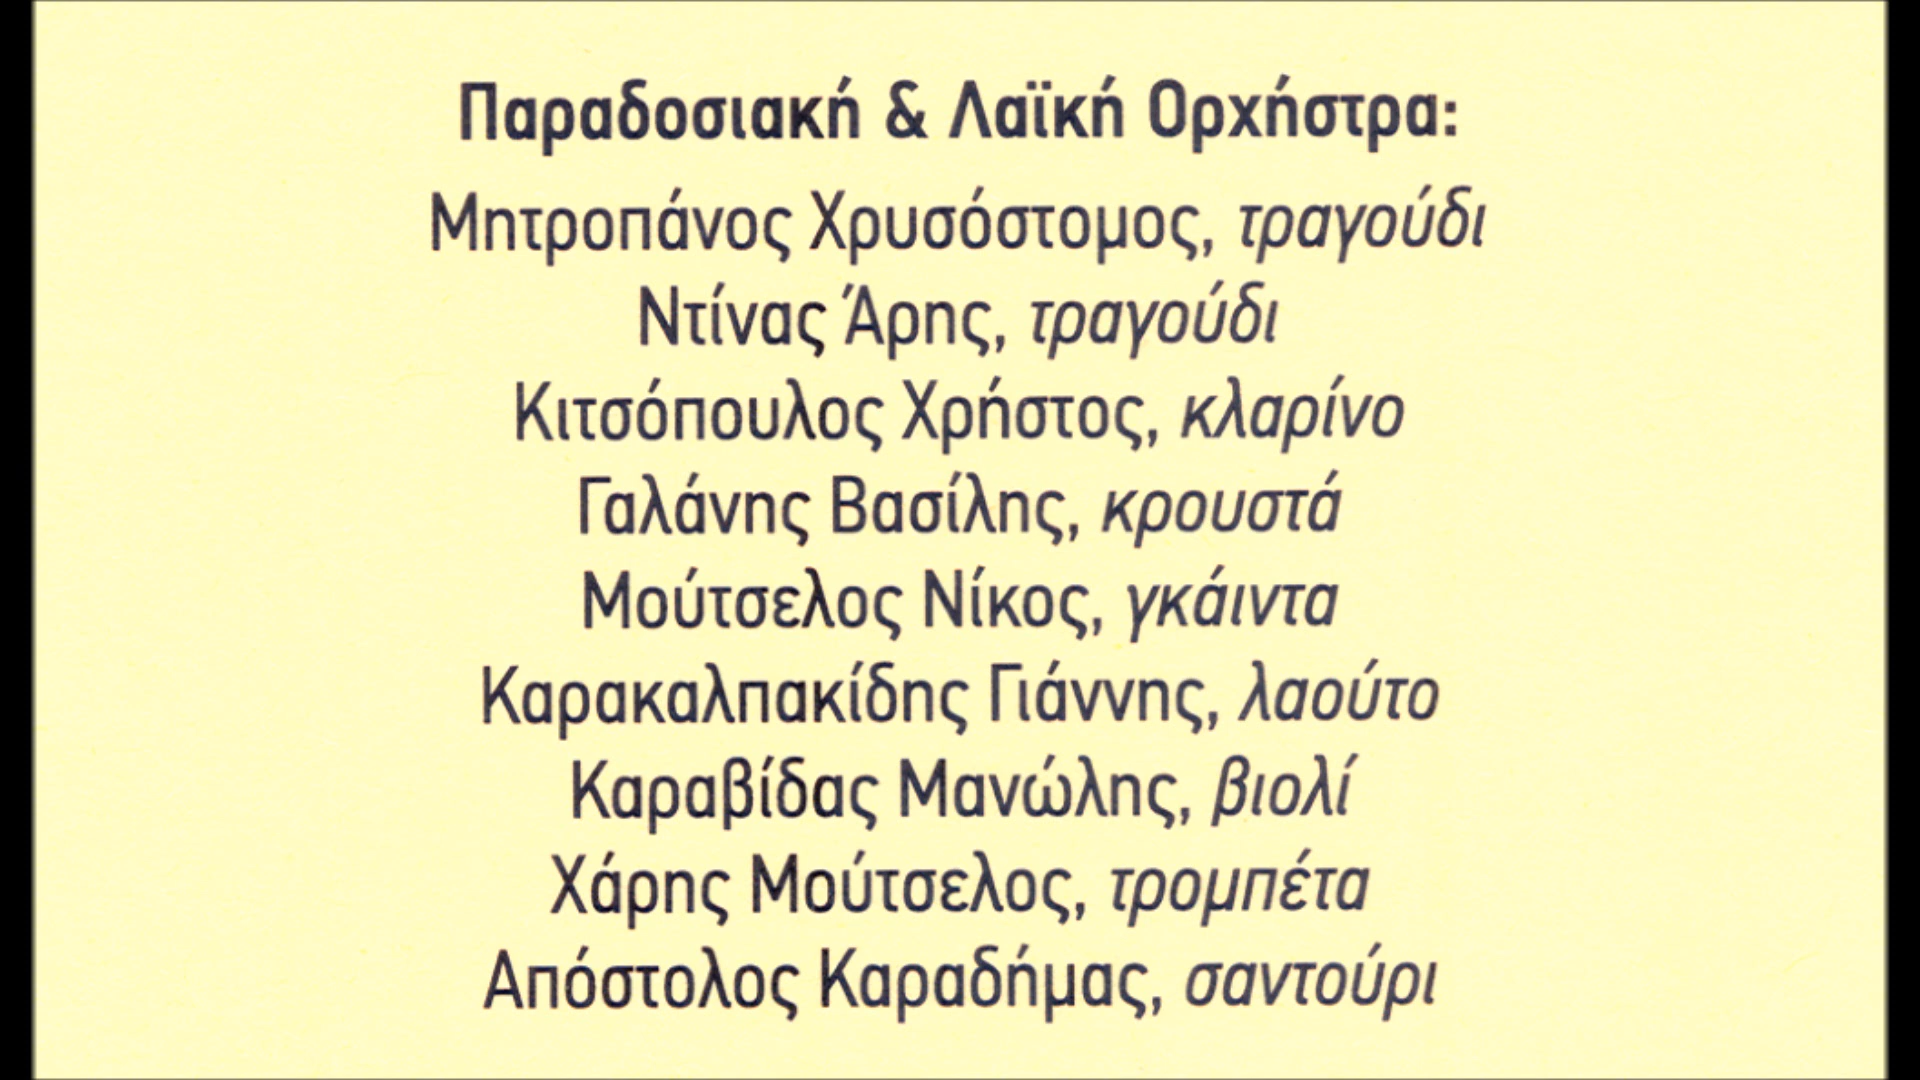 Παραδοσιακή & Λαϊκή Ορχήστρα:
Μητροπάνος Χρυσόστομος, τραγούδι
Ντίνας Άρης, τραγούδι
Κιτσόπουλος Χρήστος, κλαρίνο
Γαλάνης Βασίλης, κρουστά
Μούτσελος Νίκος, γκάιντα
Καρακαλπακίδης Γιάννης, λαούτο
Καραβίδας Μανώλης, βιολί
Χάρης Μούτσελος, τρομπέτα
Απόστολος Καραδήμας, σαντούρι